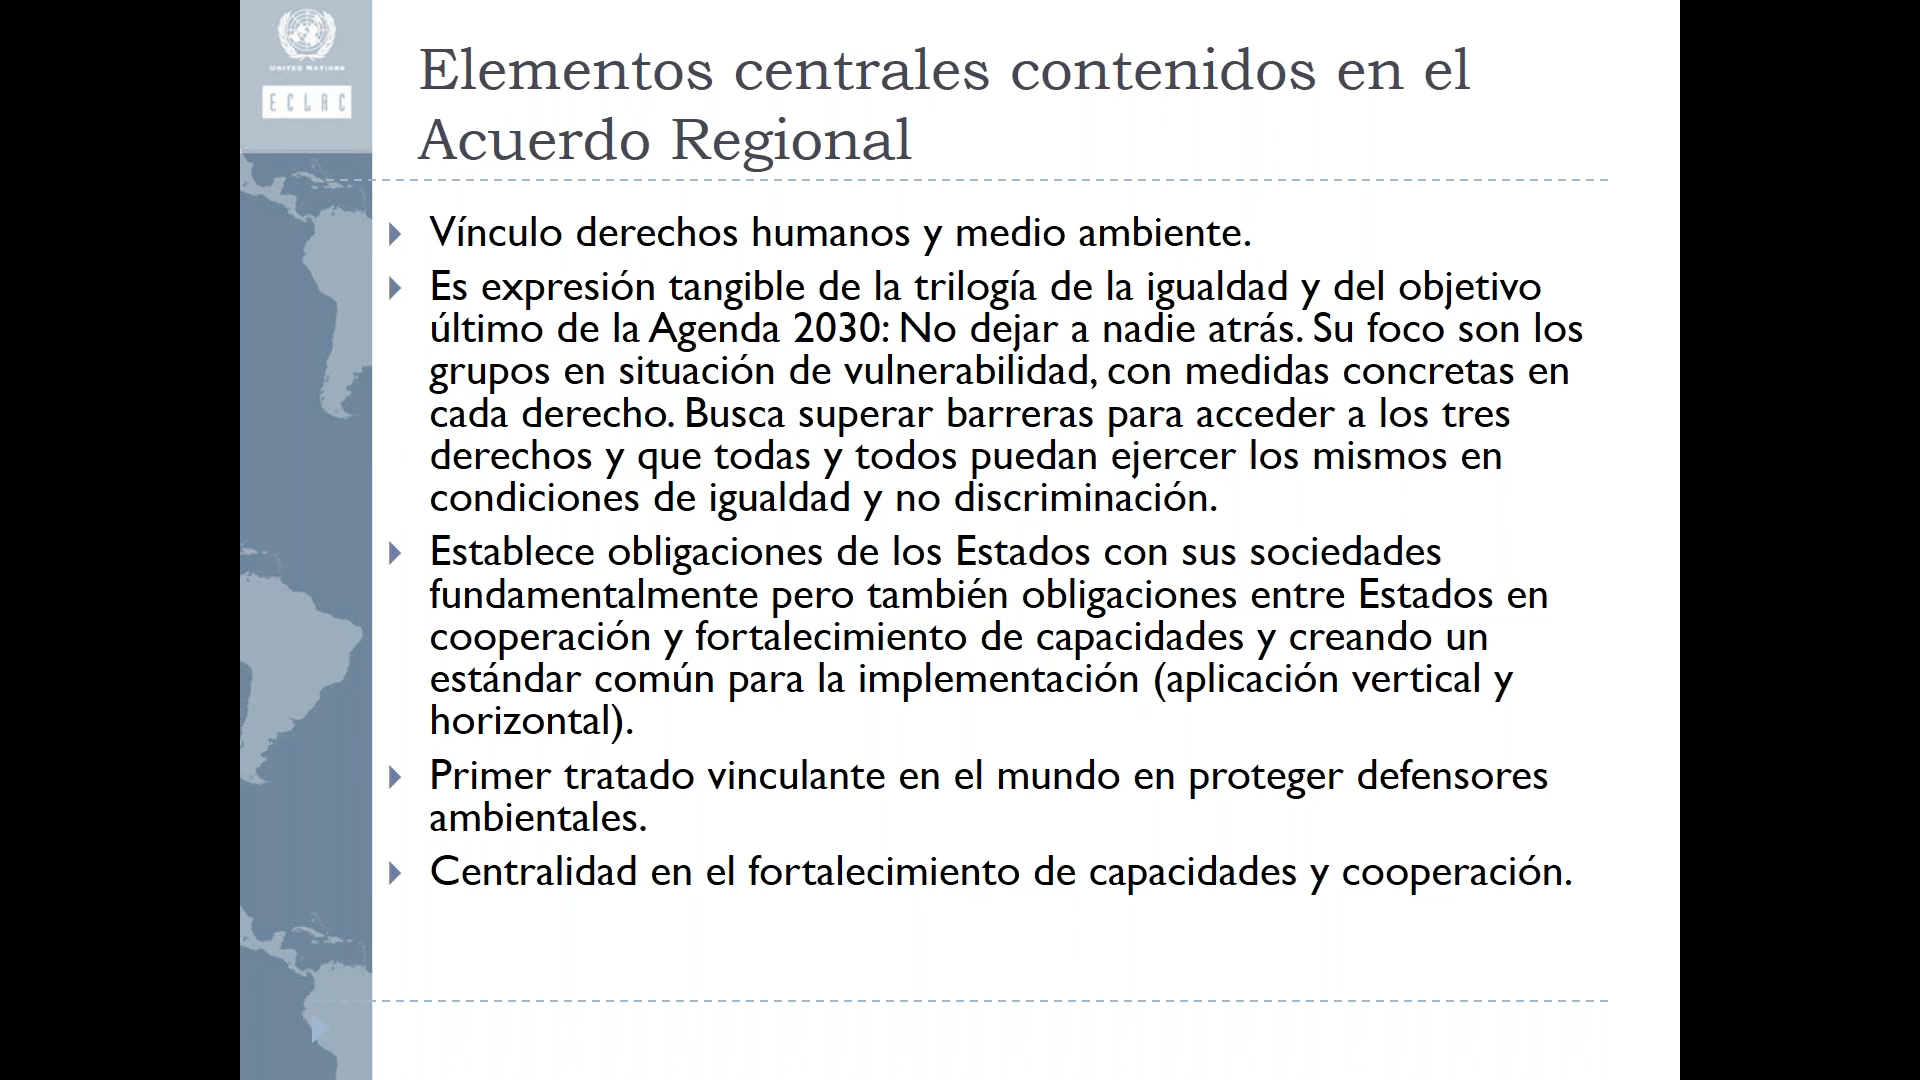 UNITED NATIONS
ECLAC
Elementos centrales contenidos en el
Acuerdo Regional
Vínculo derechos humanos y medio ambiente.
Es expresión tangible de la trilogía de la igualdad y del objetivo
último de la Agenda 2030: No dejar a nadie atrás. Su foco son los
grupos en situación de vulnerabilidad, con medidas concretas en
cada derecho. Busca superar barreras para acceder a los tres
derechos y que todas y todos puedan ejercer los mismos en
condiciones de igualdad y no discriminación.
Establece obligaciones de los Estados con sus sociedades
fundamentalmente pero también obligaciones entre Estados en
cooperación y fortalecimiento de capacidades y creando un
estándar común para la implementación (aplicación vertical y
horizontal).
Primer tratado vinculante en el mundo en proteger defensores
ambientales.
Centralidad en el fortalecimiento de capacidades y cooperación.